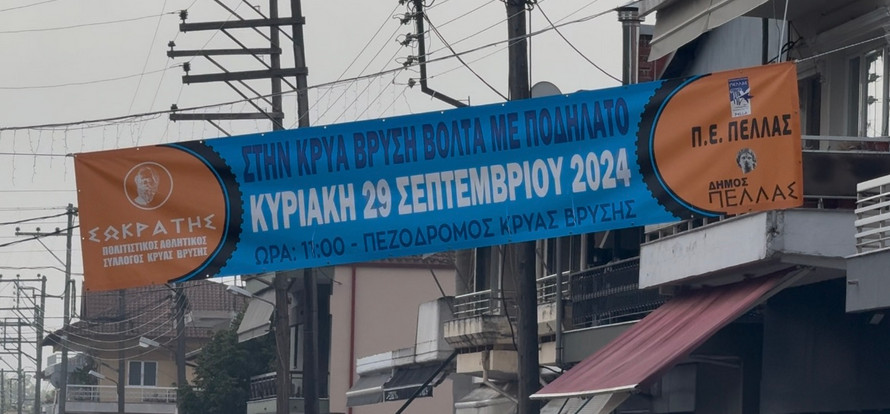 ΣΩΚΡΑΤΗΣ
ΠΟΛΙΤΙΣΤΙΚΟΣ ΑΘΛΗΤΙΚΟΣ
ΣΥΛΛΟΓΟΣ ΚΡΥΑΣ ΒΡΥΣΗΣ
ΣΤΗΝ ΚΡΥΑ ΒΡΥΣΗ ΒΟΛΤΑ ΜΕ ΠΟΔΗΛΑΤΟ
ΚΥΡΙΑΚΗ 29 ΣΕΠΤΕΜΒΡΙΟΥ 2024
ΩΡΑ: 11:00 - ΠΕΖΟΔΡΟΜΟΣ ΚΡΥΑΣ ΒΡΥΣΗΣ
Π.Ε. ΠΕΛΛΑΣ
ΔΗΜΟΣ
ΠΕΛΛΑΣ